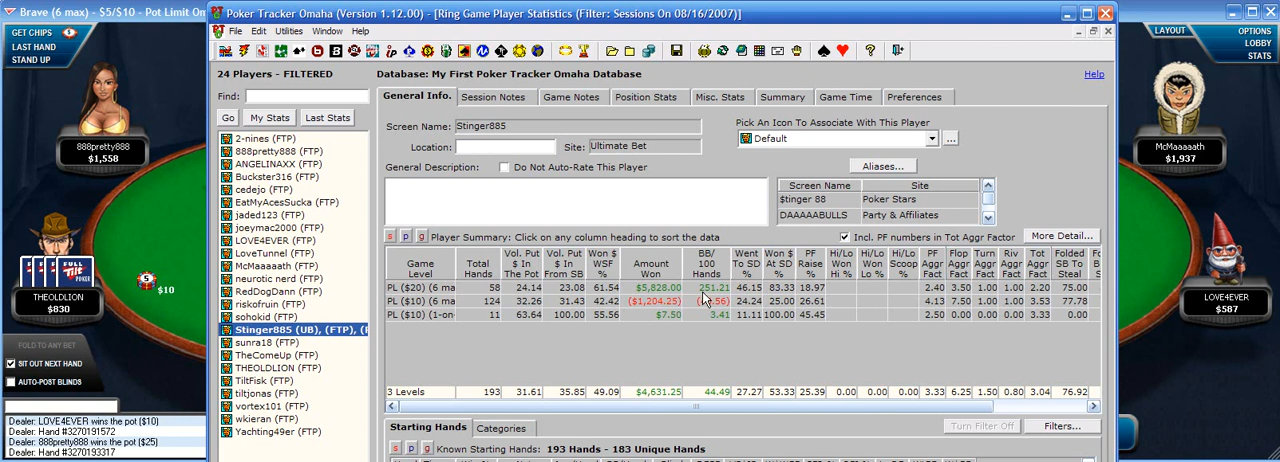 Brave (6 max) - $5/$10 - Pot Limit Om
GET CHIPS
LAST HAND
STAND UP
888pretty888
$1,558
THEOLDLION
$830
$10
FOLD TO ANY BET
SIT OUT NEXT HAND
AUTO-POST BLINDS
Dealer: LOVE4EVER wins the pot ($10)
Dealer: Hand #3270191572
Dealer: 888pretty888 wins the pot ($25)
Dealer: Hand #3270193317
Poker Tracker Omaha (Version 1.12.00) - [Ring Game Player Statistics (Filter: Sessions On 08/16/2007)]
File Edit Utilities Window Help
24 Players - FILTERED
Database: My First Poker Tracker Omaha Database
Help
Find:
Go My Stats Last Stats
2-nines (FTP)
888pretty888 (FTP)
ANGELINAXX (FTP)
Buckster316 (FTP)
cedejo (FTP)
EatMyAcesSucka (FTP)
jaded123 (FTP)
joeymac2000 (FTP)
LOVE4EVER (FTP)
LoveTunnel (FTP)
McMaaaath (FTP)
neurotic nerd (FTP)
RedDogDann (FTP)
riskofruin (FTP)
sohokid (FTP)
Stinger885 (UB), (FTP), (F
sunra18 (FTP)
TheComeUp (FTP)
THEOLDLION (FTP)
TiltFisk (FTP)
tiltjonas (FTP)
vortex101 (FTP)
wkieran (FTP)
Yachting49er (FTP)
General Info. Session Notes Game Notes Position Stats Misc. Stats Summary Game Time Preferences
Screen Name: Stinger885
Location: Site: Ultimate Bet
Pick An Icon To Associate With This Player
Default ...
General Description: Do Not Auto-Rate This Player
Aliases...
Screen Name Site
$tinger 88 Poker Stars
DAAAAABULLS Party & Affiliates
s p g Player Summary: Click on any column heading to sort the data
Incl. PF numbers in Tot Aggr Factor More Detail...
Game Level Total Hands Vol. Put $ In The Pot Vol. Put $ In From SB Won $ WSF % Amount Won BB/ 100 Hands Went To SD % Won $ At SD % PF Raise % Hi/Lo Won Hi % Hi/Lo Won Lo % Hi/Lo Scoop % PF Aggr Fact Flop Aggr Fact Turn Aggr Fact Riv Aggr Fact Tot Aggr Fact Folded SB To Steal
PL ($20) (6 ma 58 24.14 23.08 61.54 $5,828.00 251.21 46.15 83.33 18.97 2.40 3.50 1.00 1.00 2.20 75.00
PL ($10) (6 ma 124 32.26 31.43 42.42 ($1,204.25) 24.24 25.00 26.61 4.13 7.50 1.00 1.00 3.53 77.78
PL ($10) (1-on- 11 63.64 100.00 55.56 $7.50 3.41 11.11 100.00 45.45 2.50 0.00 0.00 0.00 3.00 0.00
3 Levels 193 31.61 35.85 49.09 $4,631.25 44.49 27.27 53.33 25.39 0.00 0.00 0.00 3.33 6.25 1.50 0.80 3.04 76.92
Starting Hands Categories
Turn Filter Off Filters...
s p g Known Starting Hands: 193 Hands - 183 Unique Hands
LAYOUT
OPTIONS
LOBBY
STATS
McMaaaath
$1,937
LOVE4EVER
$587